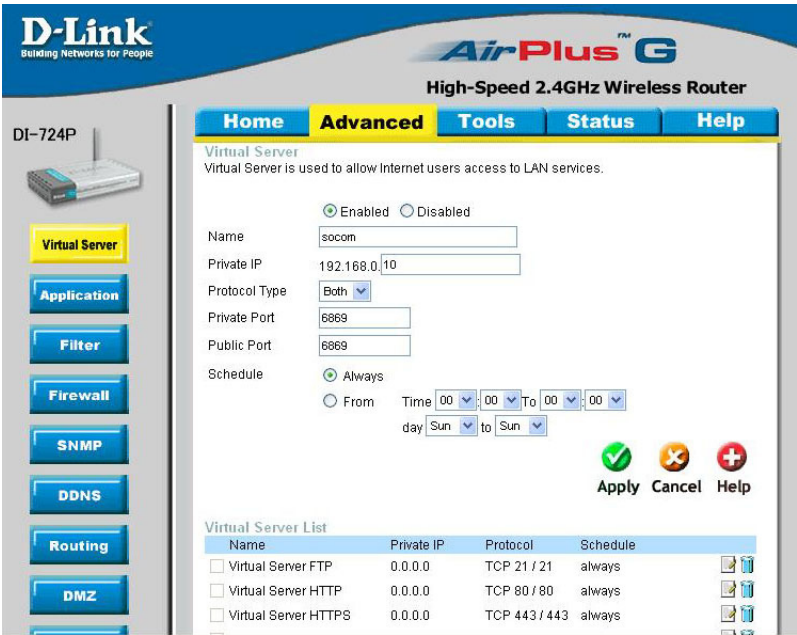 D-Link
Building Networks for People
AirPlus™G
High-Speed 2.4GHz Wireless Router
DI-724P
Home Advanced Tools Status Help
Virtual Server
Virtual Server is used to allow Internet users access to LAN services.
Enabled Disabled
Name socom
Private IP 192.168.0. 10
Protocol Type Both
Private Port 6869
Public Port 6869
Schedule Always
From Time 00 : 00 To 00 : 00
day Sun to Sun
Apply Cancel Help
Virtual Server List
Name Private IP Protocol Schedule
Virtual Server FTP 0.0.0.0 TCP 21 / 21 always
Virtual Server HTTP 0.0.0.0 TCP 80 / 80 always
Virtual Server HTTPS 0.0.0.0 TCP 443 / 443 always
Virtual Server
Application
Filter
Firewall
SNMP
DDNS
Routing
DMZ